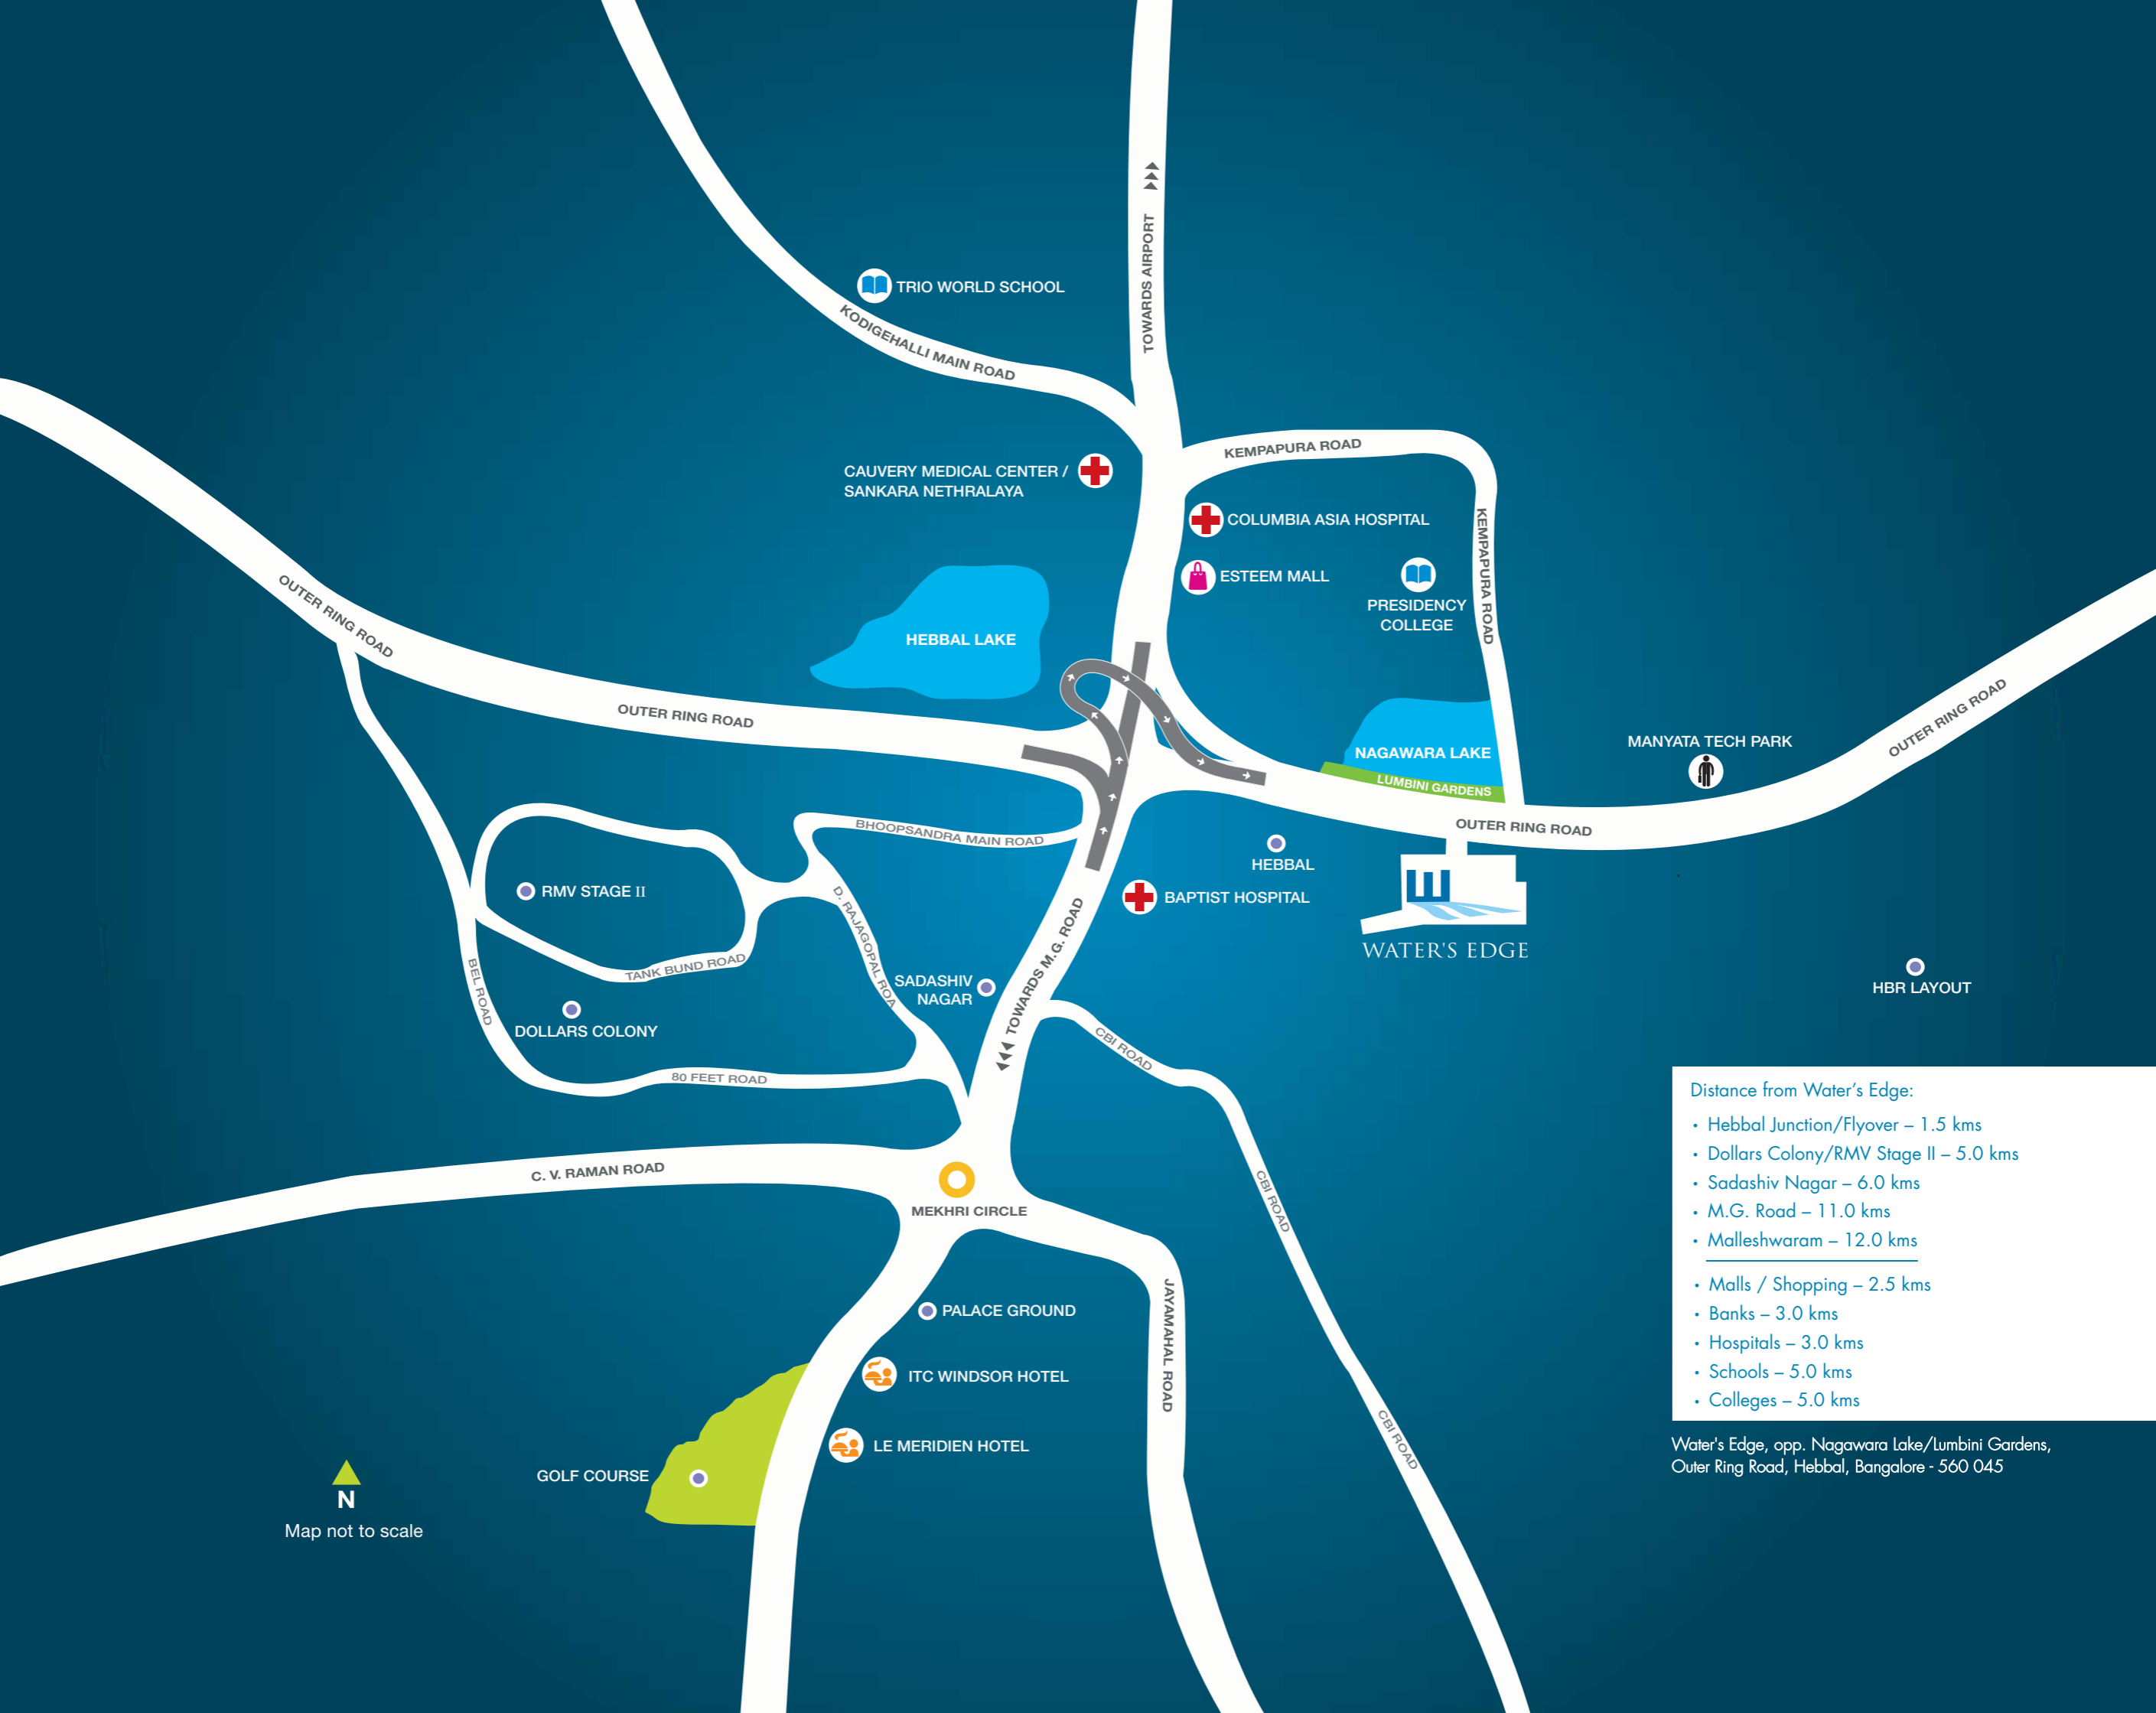 TOWARDS AIRPORT
TRIO WORLD SCHOOL
KODIGEHALLI MAIN ROAD
KEMPAPURA ROAD
CAUVERY MEDICAL CENTER /
SANKARA NETHRALAYA
COLUMBIA ASIA HOSPITAL
KEMPAPURA ROAD
ESTEEM MALL
PRESIDENCY
COLLEGE
OUTER RING ROAD
HEBBAL LAKE
OUTER RING ROAD
OUTER RING ROAD
NAGAWARA LAKE
LUMBINI GARDENS
MANYATA TECH PARK
OUTER RING ROAD
BHOOPSANDRA MAIN ROAD
HEBBAL
RMV STAGE II
D. RAJAGOPAL ROA
BAPTIST HOSPITAL
WATER'S EDGE
TANK BUND ROAD
BEL ROAD
SADASHIV
NAGAR
TOWARDS M.G. ROAD
HBR LAYOUT
DOLLARS COLONY
CBI ROAD
80 FEET ROAD
Distance from Water's Edge:
• Hebbal Junction/Flyover – 1.5 kms
• Dollars Colony/RMV Stage II – 5.0 kms
• Sadashiv Nagar – 6.0 kms
• M.G. Road – 11.0 kms
• Malleshwaram – 12.0 kms
• Malls / Shopping – 2.5 kms
• Banks – 3.0 kms
• Hospitals – 3.0 kms
• Schools – 5.0 kms
• Colleges – 5.0 kms
Water's Edge, opp. Nagawara Lake/Lumbini Gardens,
Outer Ring Road, Hebbal, Bangalore - 560 045
C. V. RAMAN ROAD
MEKHRI CIRCLE
CBI ROAD
PALACE GROUND
JAYAMAHAL ROAD
ITC WINDSOR HOTEL
CBI ROAD
LE MERIDIEN HOTEL
GOLF COURSE
N
Map not to scale